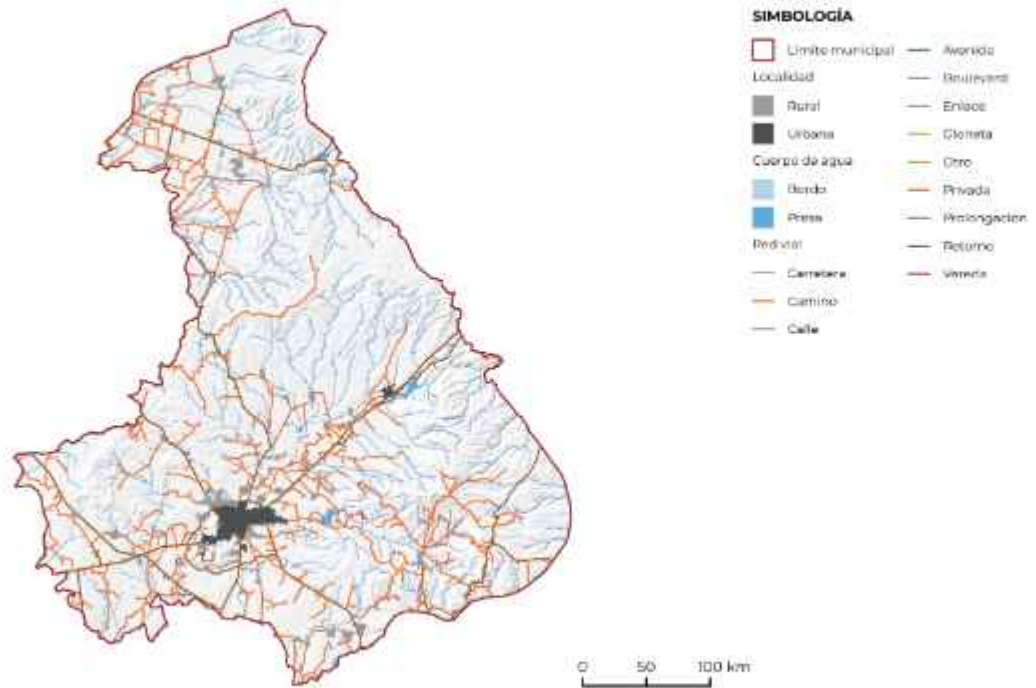 SIMBOLOGÍA
Límite municipal
Localidad
Rural
Urbana
Cuerpo de agua
Bordo
Presa
Red vial
Carretera
Camino
Calle
Avenida
Boulevard
Enlace
Glorieta
Otro
Privada
Prolongación
Retorno
Vereda
0 50 100 km